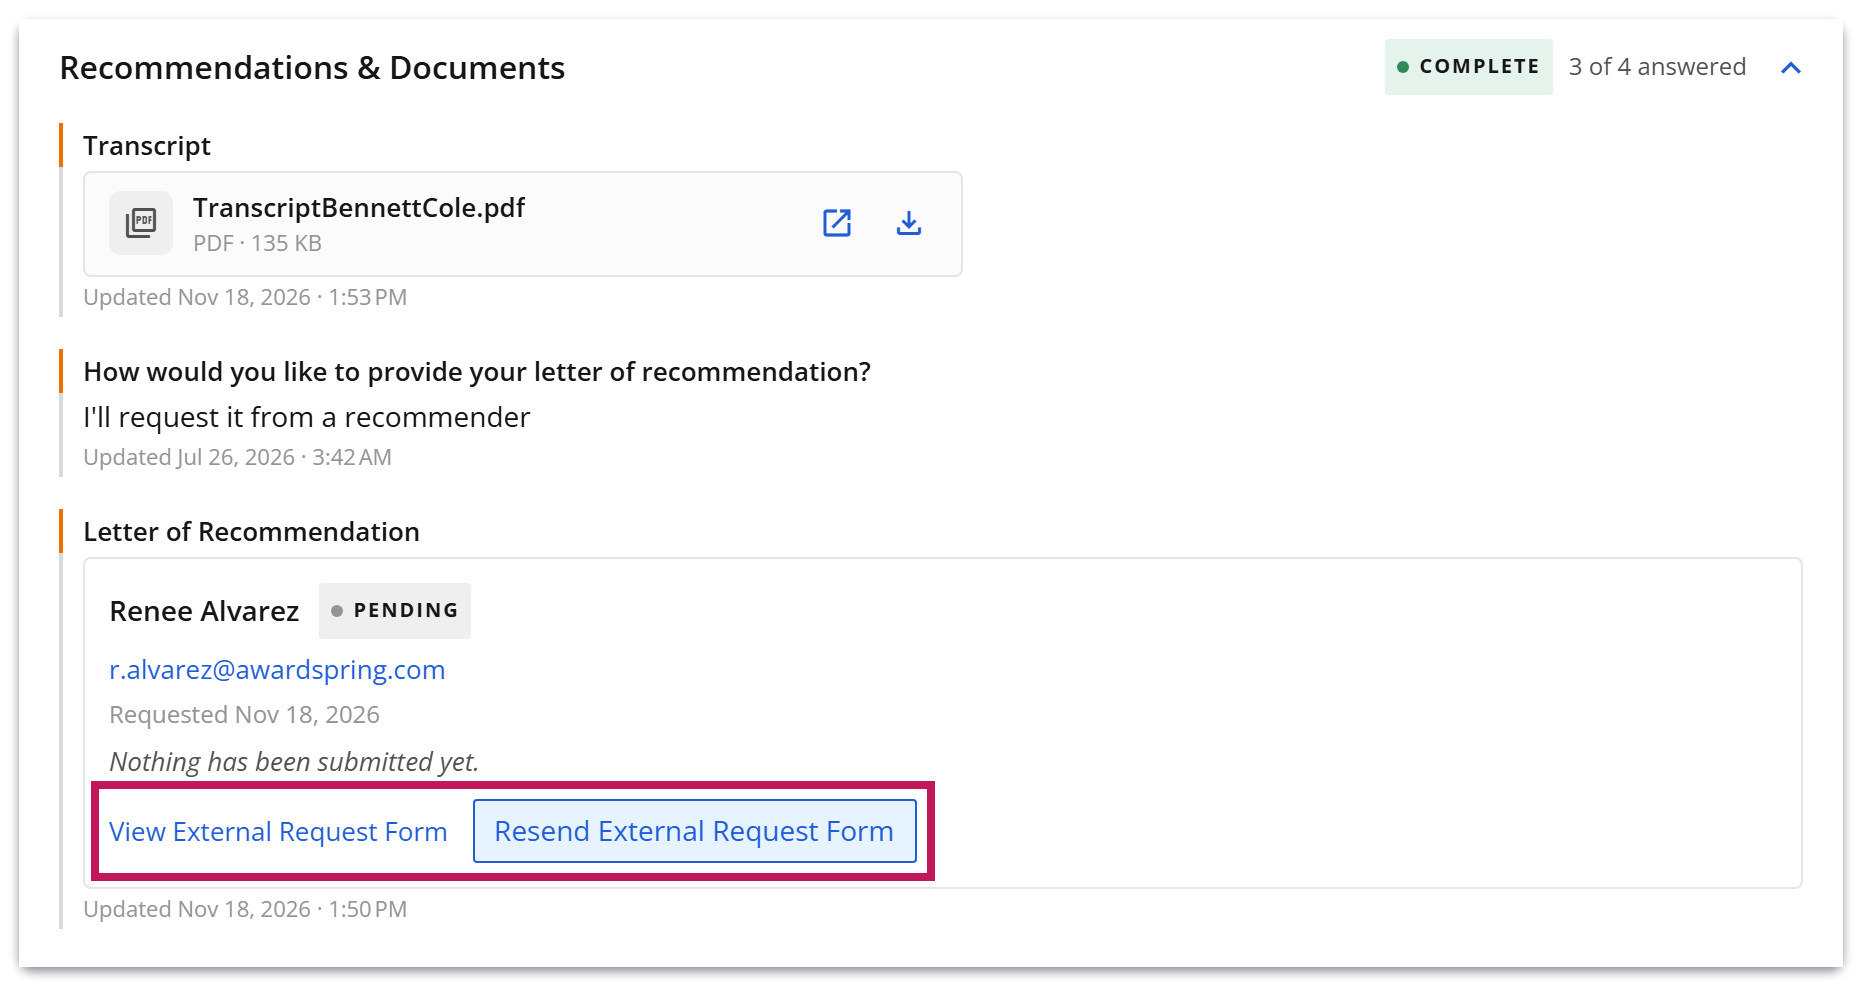 Recommendations & Documents
COMPLETE
3 of 4 answered
Transcript
PDF
TranscriptBennettCole.pdf
PDF · 135 KB
Updated Nov 18, 2026 · 1:53 PM
How would you like to provide your letter of recommendation?
I'll request it from a recommender
Updated Jul 26, 2026 · 3:42 AM
Letter of Recommendation
Renee Alvarez
PENDING
r.alvarez@awardspring.com
Requested Nov 18, 2026
Nothing has been submitted yet.
View External Request Form
Resend External Request Form
Updated Nov 18, 2026 · 1:50 PM